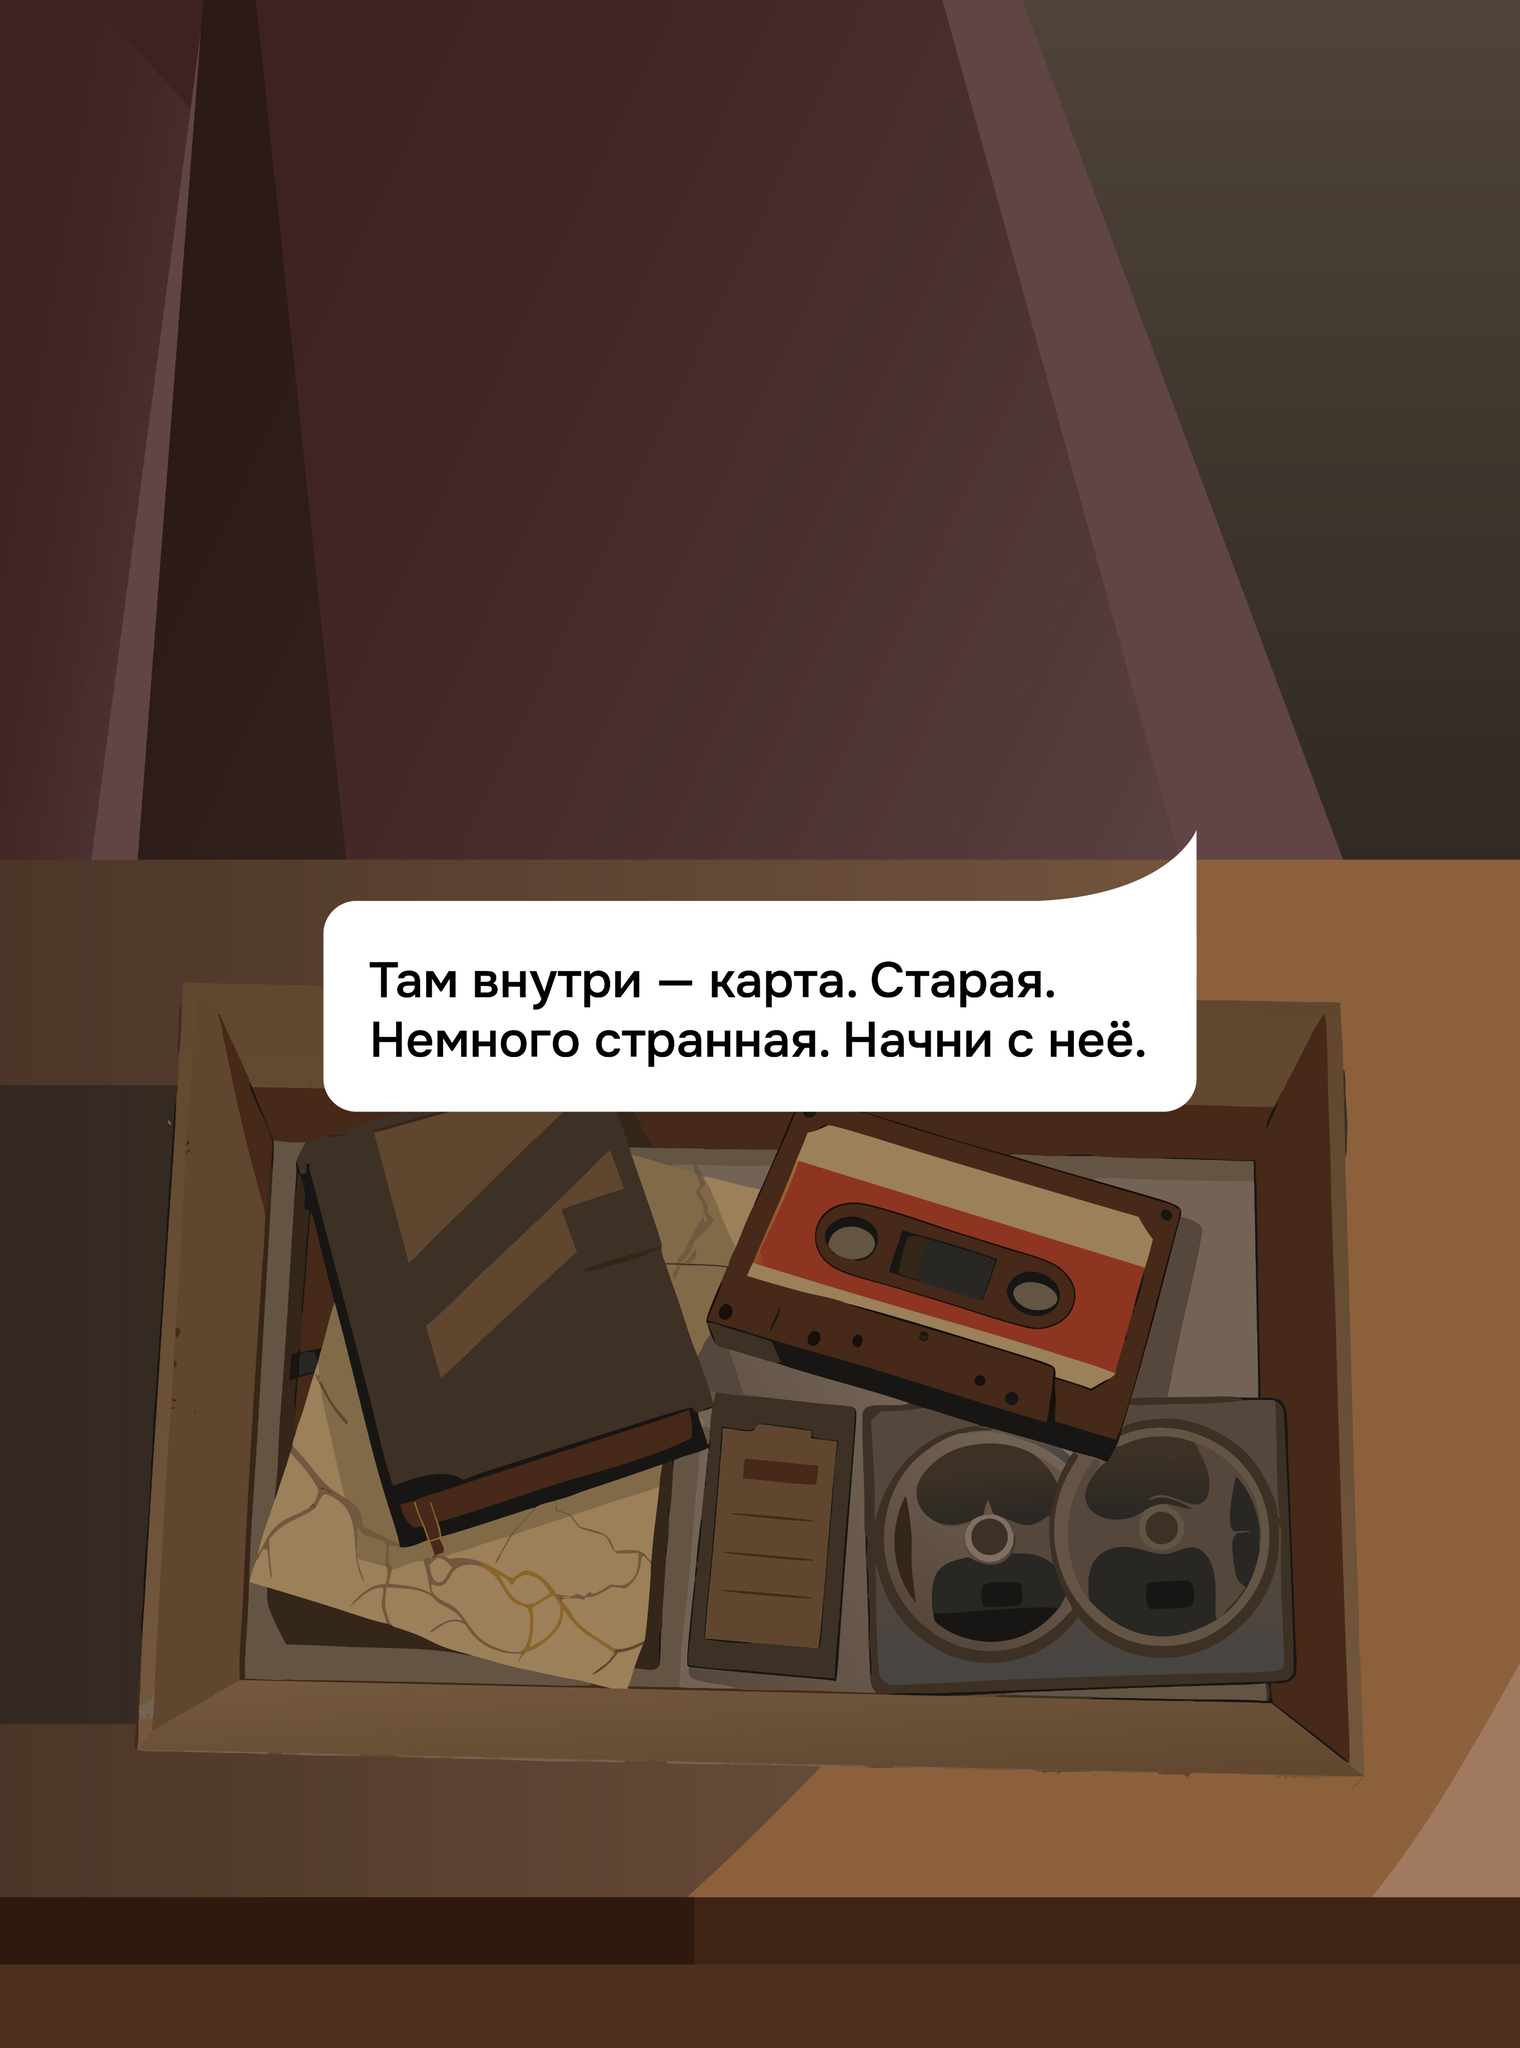 Там внутри — карта. Старая.
Немного странная. Начни с неё.